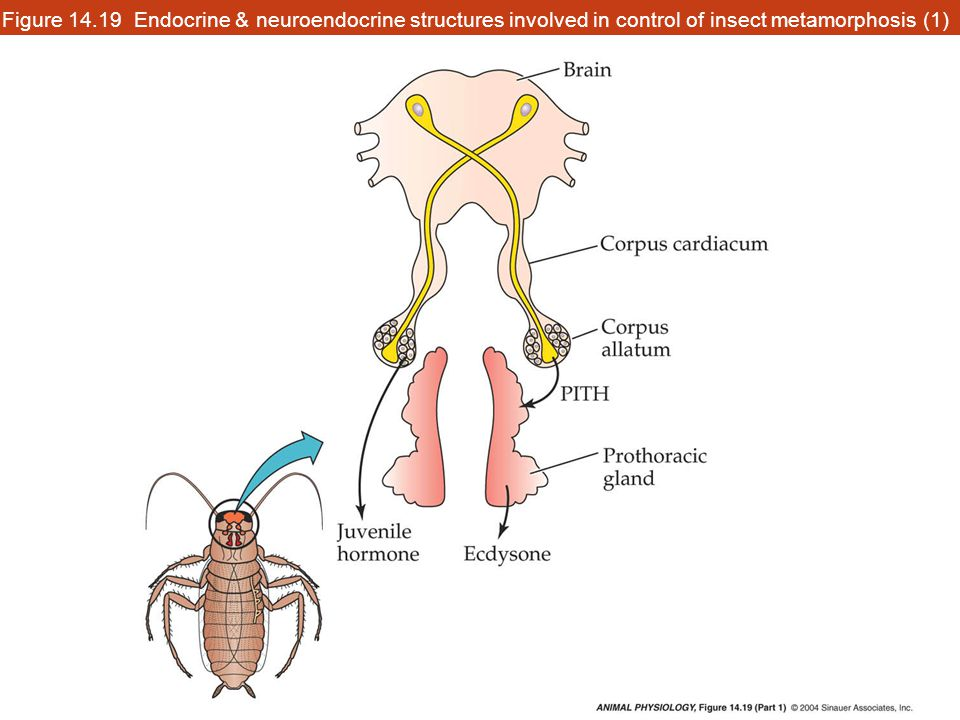 Figure 14.19  Endocrine & neuroendocrine structures involved in control of insect metamorphosis (1)
Brain
Corpus cardiacum
Corpus
allatum
PITH
Prothoracic
gland
Juvenile
hormone
Ecdysone
ANIMAL PHYSIOLOGY, Figure 14.19 (Part 1) © 2004 Sinauer Associates, Inc.